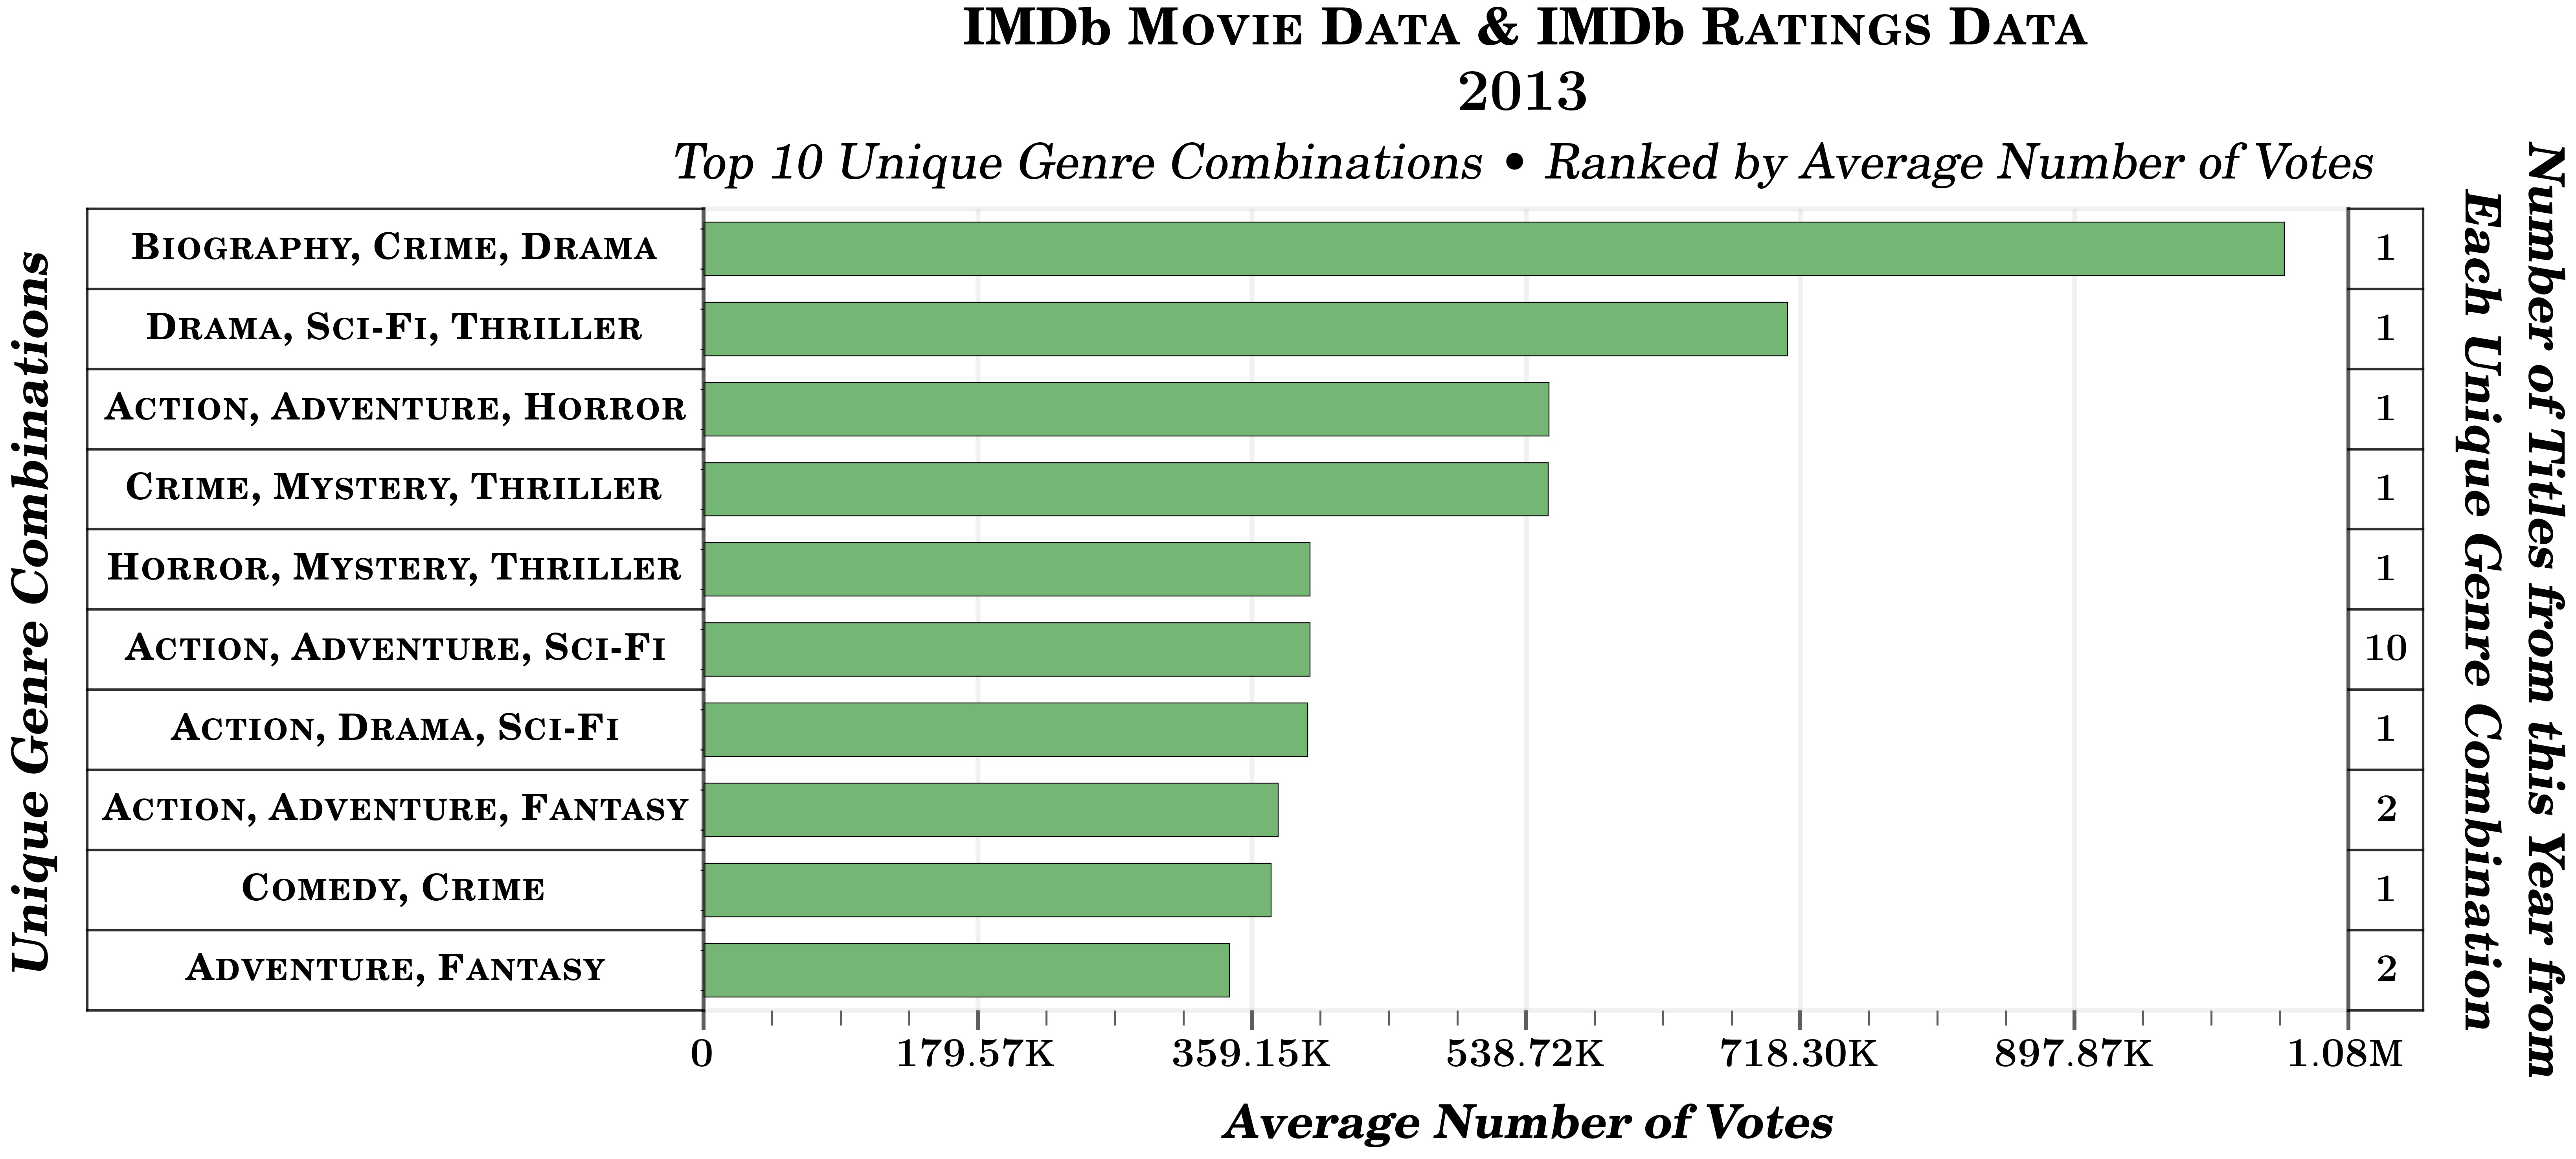 IMDb Movie Data & IMDb Ratings Data
2013
Top 10 Unique Genre Combinations • Ranked by Average Number of Votes
Unique Genre Combinations
Biography, Crime, Drama 1
Drama, Sci-Fi, Thriller 1
Action, Adventure, Horror 1
Crime, Mystery, Thriller 1
Horror, Mystery, Thriller 1
Action, Adventure, Sci-Fi 10
Action, Drama, Sci-Fi 1
Action, Adventure, Fantasy 2
Comedy, Crime 1
Adventure, Fantasy 2
0 179.57K 359.15K 538.72K 718.30K 897.87K 1.08M
Average Number of Votes
Number of Titles from this Year from
Each Unique Genre Combination